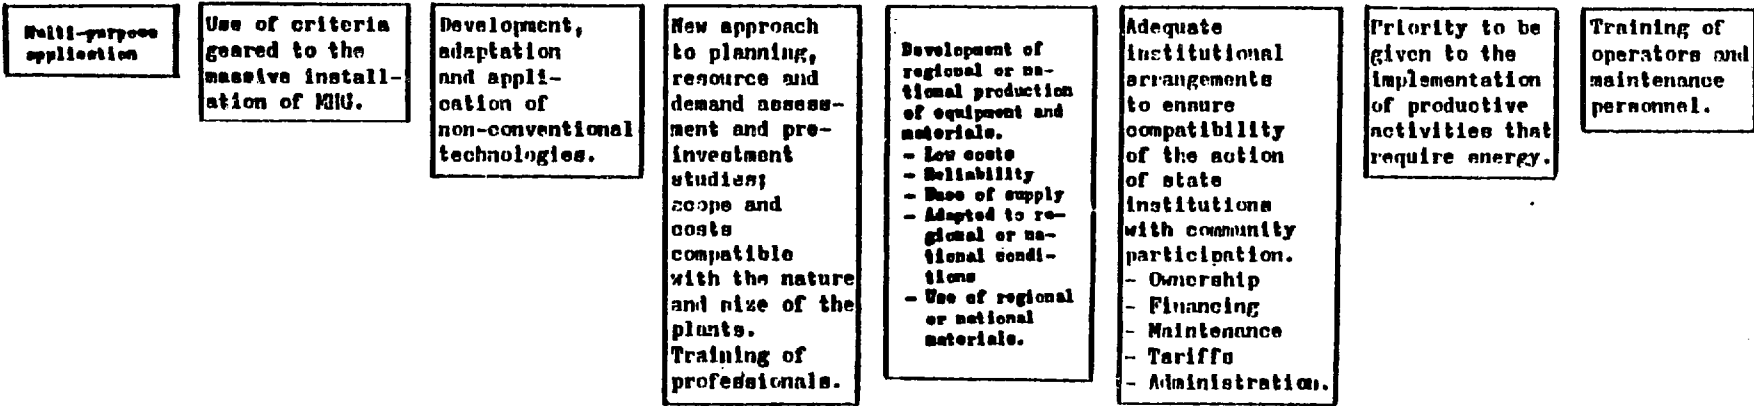 Multi-purpose
application
Use of criteria
geared to the
massive install-
ation of MHG.
Development,
adaptation
and appli-
cation of
non-conventional
technologies.
New approach
to planning,
resource and
demand assess-
ment and pre-
investment
studies;
scope and
costs
compatible
with the nature
and size of the
plants.
Training of
professionals.
Development of
regional or na-
tional production
of equipment and
materials.
- Low costs
- Reliability
- Ease of supply
- Adapted to re-
gional or na-
tional condi-
tions
- Use of regional
or national
materials.
Adequate
institutional
arrangements
to ensure
compatibility
of the action
of state
institutions
with community
participation.
- Ownership
- Financing
- Maintenance
- Tariffs
- Administration.
Priority to be
given to the
implementation
of productive
activities that
require energy.
Training of
operators and
maintenance
personnel.